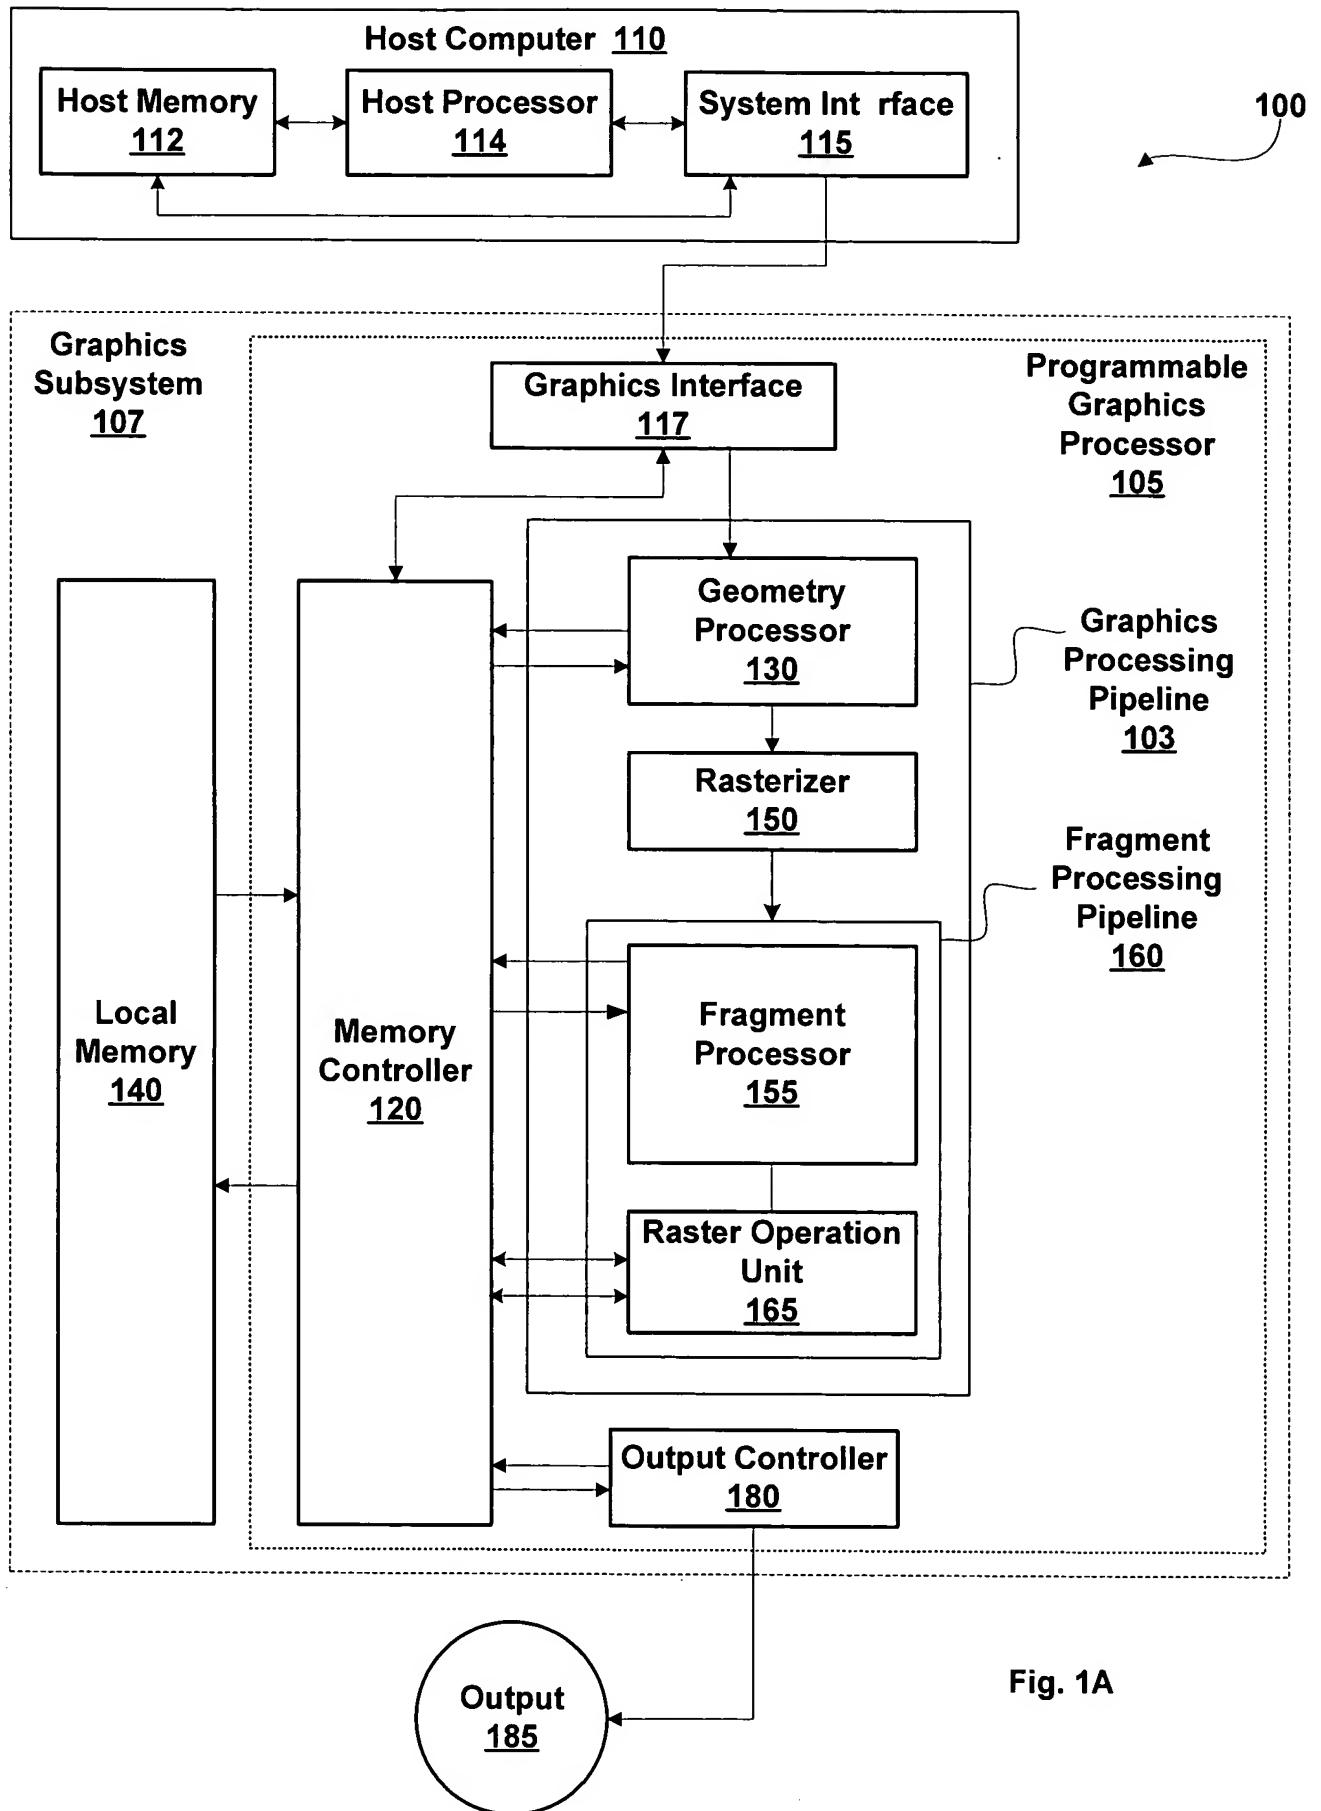 Host Computer 110
Host Memory
112
Host Processor
114
System Int rface
115
100
Graphics
Subsystem
107
Graphics Interface
117
Programmable
Graphics
Processor
105
Geometry
Processor
130
Graphics
Processing
Pipeline
103
Rasterizer
150
Fragment
Processing
Pipeline
160
Local
Memory
140
Memory
Controller
120
Fragment
Processor
155
Raster Operation
Unit
165
Output Controller
180
Output
185
Fig. 1A